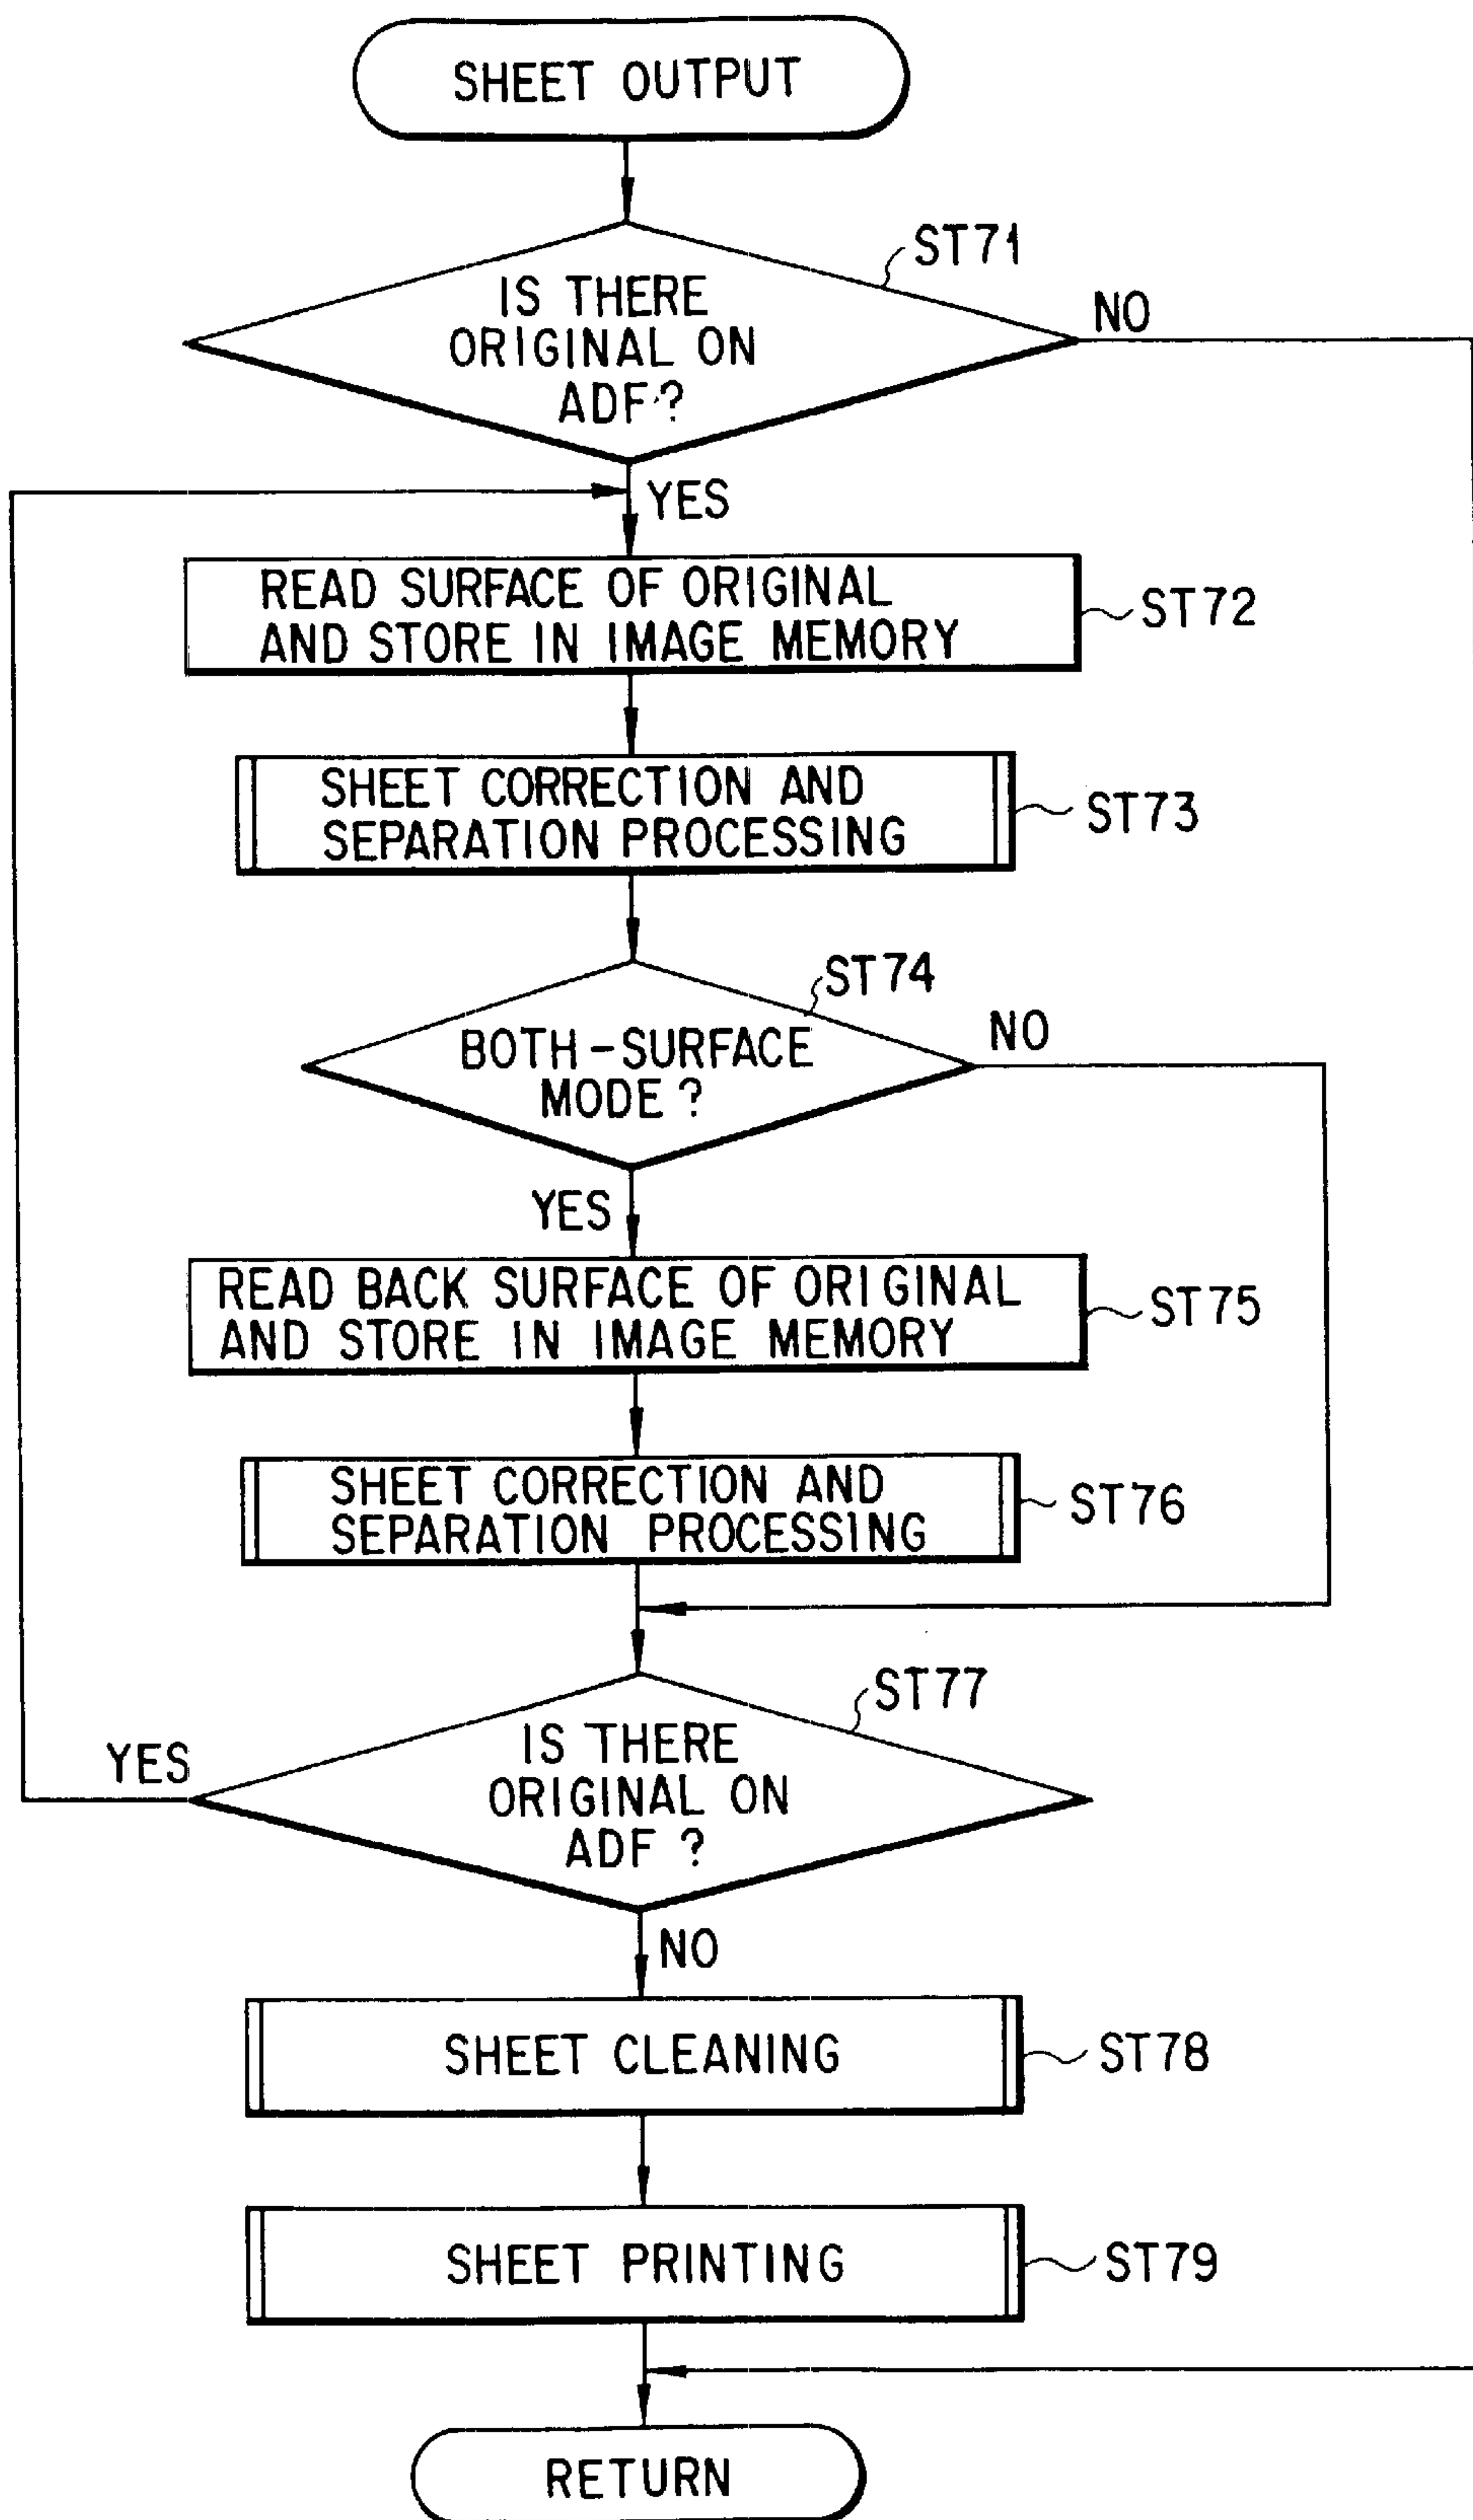 SHEET OUTPUT
ST71
IS THERE
ORIGINAL ON
ADF?
NO
YES
READ SURFACE OF ORIGINAL
AND STORE IN IMAGE MEMORY
ST72
SHEET CORRECTION AND
SEPARATION PROCESSING
ST73
ST74
BOTH-SURFACE
MODE?
NO
YES
READ BACK SURFACE OF ORIGINAL
AND STORE IN IMAGE MEMORY
ST75
SHEET CORRECTION AND
SEPARATION PROCESSING
ST76
ST77
IS THERE
ORIGINAL ON
ADF ?
YES
NO
SHEET CLEANING
ST78
SHEET PRINTING
ST79
RETURN